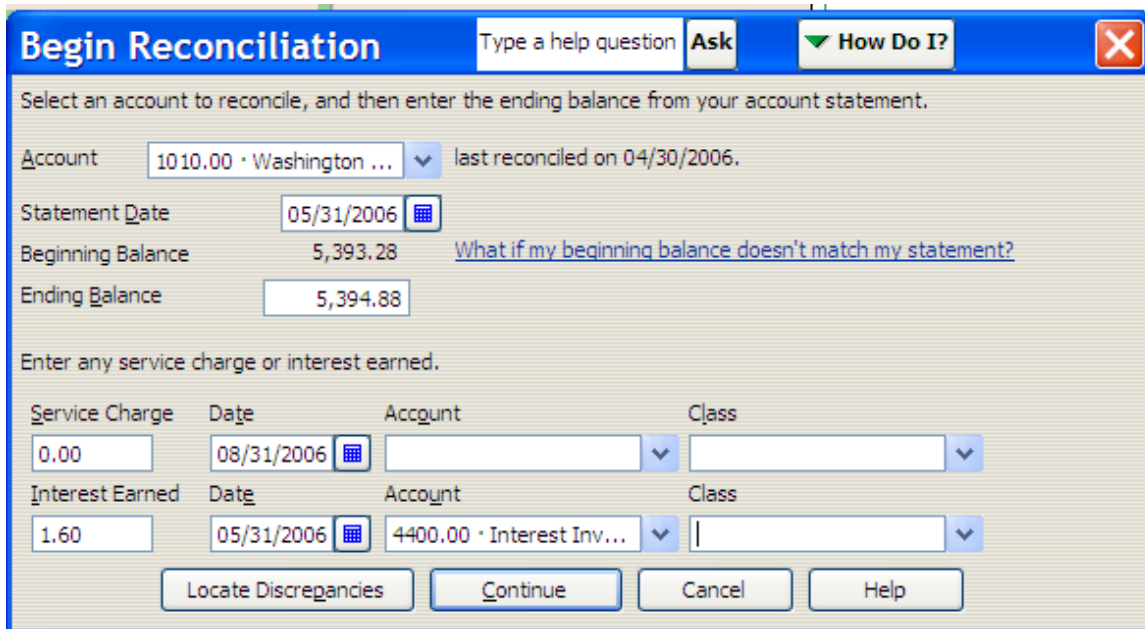 Begin Reconciliation Type a help question Ask How Do I?
Select an account to reconcile, and then enter the ending balance from your account statement.
Account 1010.00 · Washington ... last reconciled on 04/30/2006.
Statement Date 05/31/2006
Beginning Balance 5,393.28 What if my beginning balance doesn't match my statement?
Ending Balance 5,394.88
Enter any service charge or interest earned.
Service Charge Date Account Class
0.00 08/31/2006
Interest Earned Date Account Class
1.60 05/31/2006 4400.00 · Interest Inv...
Locate Discrepancies Continue Cancel Help